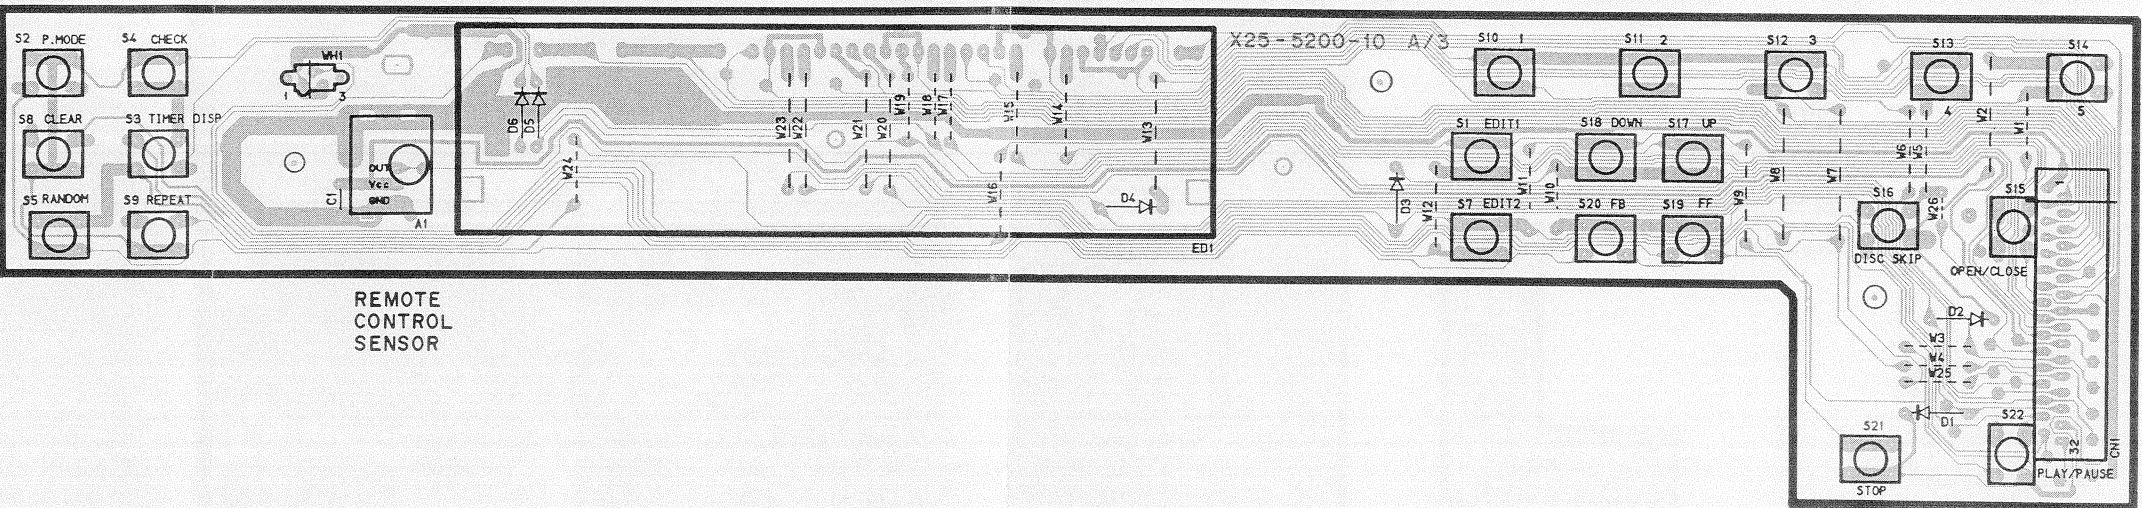 S2 P.MODE
S4 CHECK
WH1
1 3
S8 CLEAR
S3 TIMER DISP
S5 RANDOM
S9 REPEAT
OUT
Vcc
GND
C1
A1
REMOTE
CONTROL
SENSOR
D6
D5
W24
W23
W22
W21
W20
W19
W18
W17
W16
W15
W14
W13
D4
ED1
X25-5200-10 A/3
S10 1
S11 2
S12 3
S13
4
S14
5
S1 EDIT1
S18 DOWN
S17 UP
D3
W12
W11
W10
S7 EDIT2
S20 FB
S19 FF
W9
W8
W7
W6
W5
W2
W1
S16
DISC SKIP
W26
S15
OPEN/CLOSE
1
D2
W3
W4
W25
D1
S21
STOP
S22
PLAY/PAUSE
32
CN1